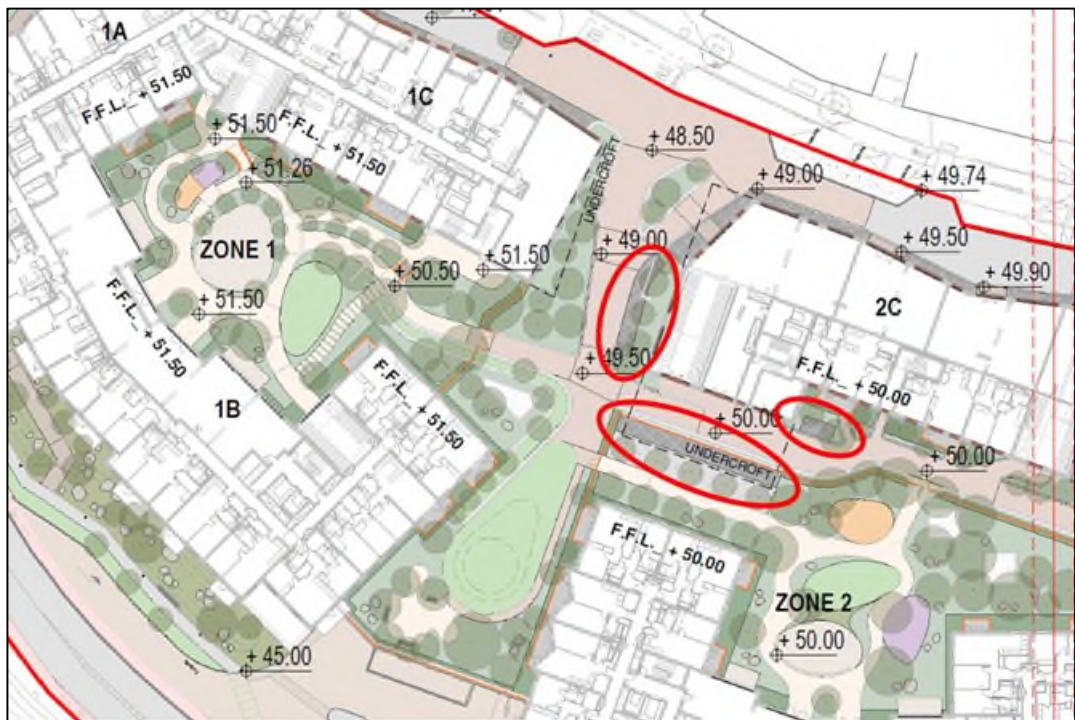 1A
F.F.L._ + 51.50
1C
F.F.L._ + 51.50
+ 51.50
+ 51.26
UNDERCROFT
+ 48.50
+ 49.00
+ 49.74
+ 49.00
+ 49.50
+ 49.90
ZONE 1
+ 50.50
+ 51.50
+ 51.50
F.F.L._ + 51.50
2C
+ 49.50
F.F.L._ + 50.00
1B
F.F.L._ + 51.50
+ 50.00
UNDERCROFT
+ 50.00
F.F.L._ + 50.00
ZONE 2
+ 50.00
+ 45.00